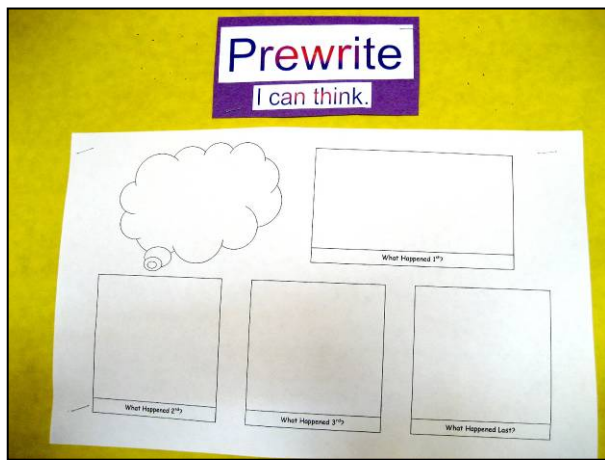 Prewrite
I can think.
What Happened 1st?
What Happened 2nd?
What Happened 3rd?
What Happened Last?